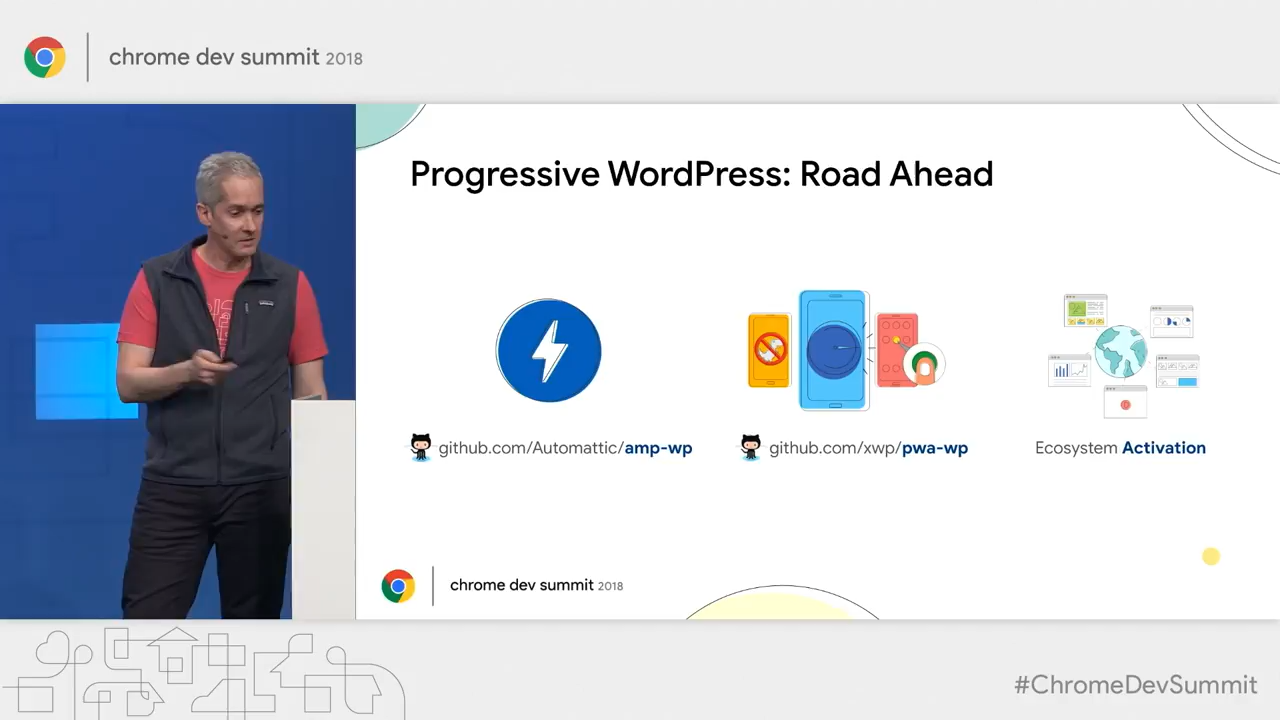 chrome dev summit 2018
Progressive WordPress: Road Ahead
github.com/Automattic/amp-wp
github.com/xwp/pwa-wp
Ecosystem Activation
chrome dev summit 2018
#ChromeDevSummit